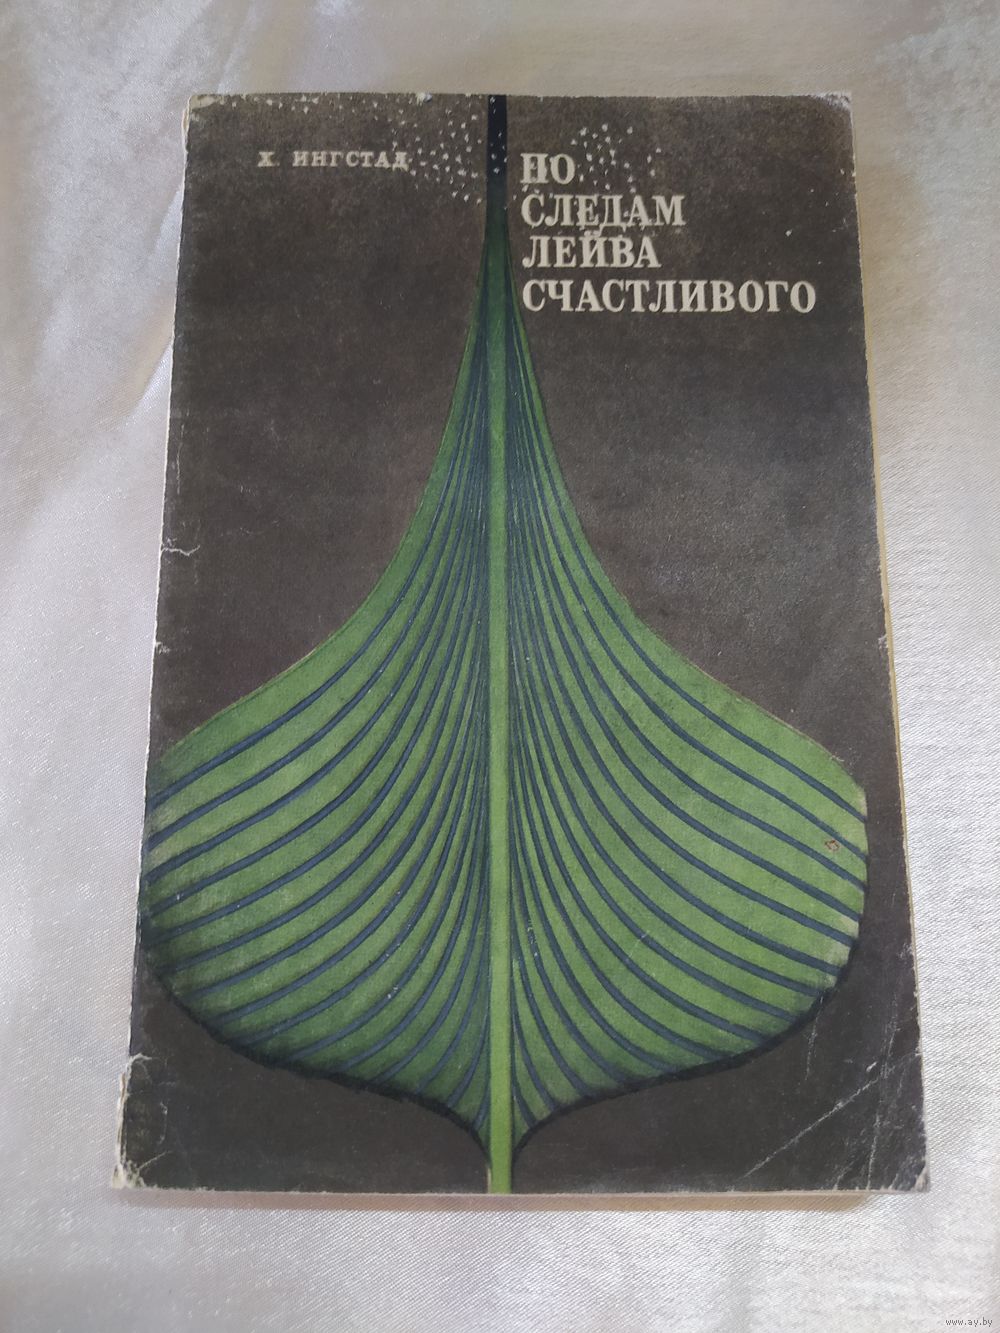 Х. ИНГСТАД
ПО
СЛЕДАМ
ЛЕЙВА
СЧАСТЛИВОГО
www.ay.by